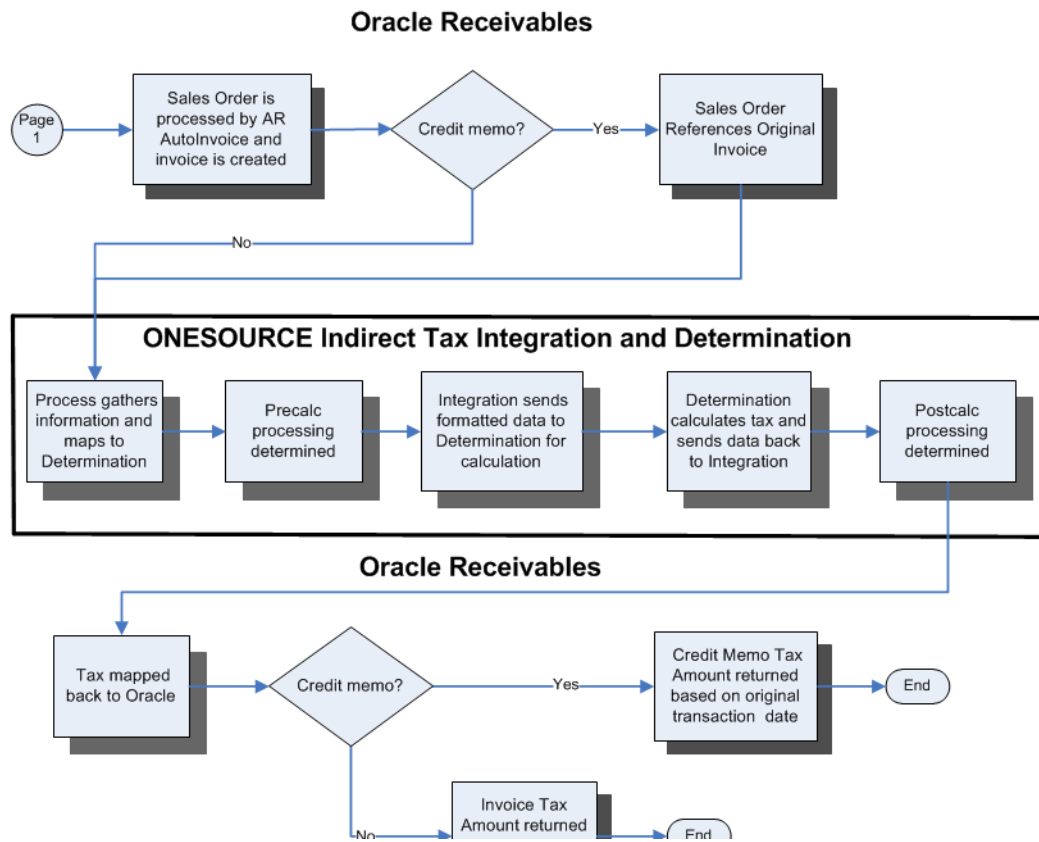 Oracle Receivables
Page
1
Sales Order is
processed by AR
AutoInvoice and
invoice is created
Credit memo?
Yes
Sales Order
References Original
Invoice
No
ONESOURCE Indirect Tax Integration and Determination
Process gathers
information and
maps to
Determination
Precalc
processing
determined
Integration sends
formatted data to
Determination for
calculation
Determination
calculates tax and
sends data back
to Integration
Postcalc
processing
determined
Oracle Receivables
Tax mapped
back to Oracle
Credit memo?
Yes
Credit Memo Tax
Amount returned
based on original
transaction date
End
No
Invoice Tax
Amount returned
End